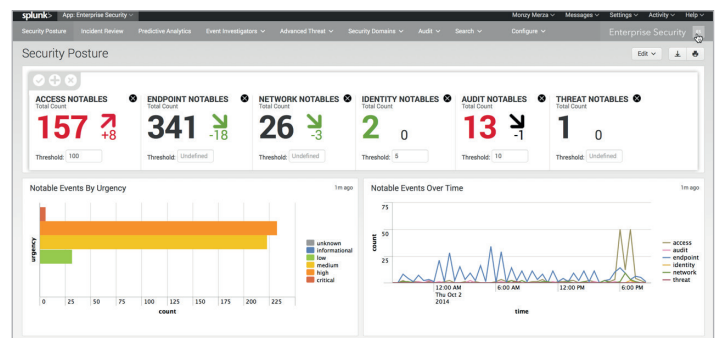 splunk> App: Enterprise Security Monzy Merza Messages Settings Activity Help
Security Posture Incident Review Predictive Analytics Event Investigators Advanced Threat Security Domains Audit Search Configure Enterprise Security
Security Posture Edit
ACCESS NOTABLES ENDPOINT NOTABLES NETWORK NOTABLES IDENTITY NOTABLES AUDIT NOTABLES THREAT NOTABLES
Total Count Total Count Total Count Total Count Total Count Total Count
157 +8 341 -18 26 -3 2 0 13 -1 1 0
Threshold: 100 Threshold: Undefined Threshold: Undefined Threshold: 5 Threshold: 10 Threshold: Undefined
Notable Events By Urgency 1m ago
urgency
unknown
informational
low
medium
high
critical
0 25 50 75 100 125 150 175 200 225
count
Notable Events Over Time 1m ago
75
50
25
count
access
audit
endpoint
identity
network
threat
12:00 AM 6:00 AM 12:00 PM 6:00 PM
Thu Oct 2
2014
time